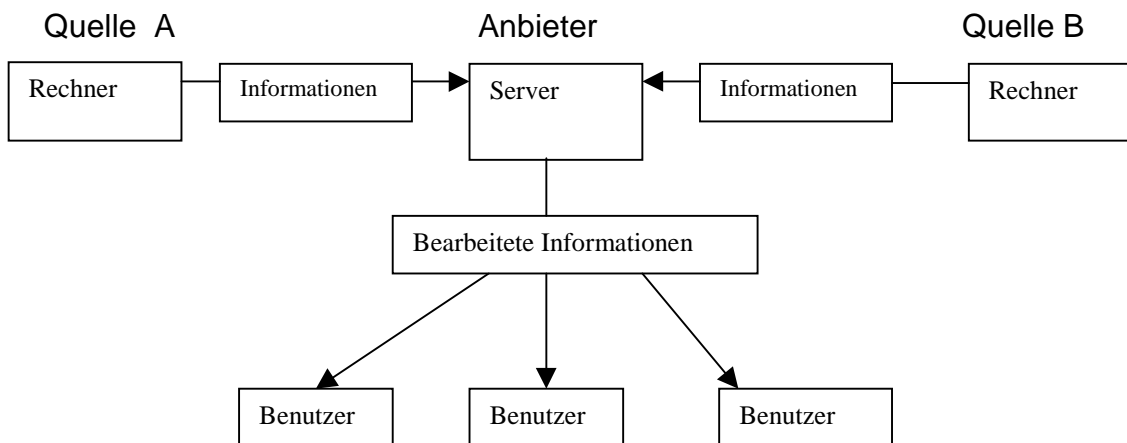 Quelle A
Anbieter
Quelle B
Rechner
Informationen
Server
Informationen
Rechner
Bearbeitete Informationen
Benutzer
Benutzer
Benutzer